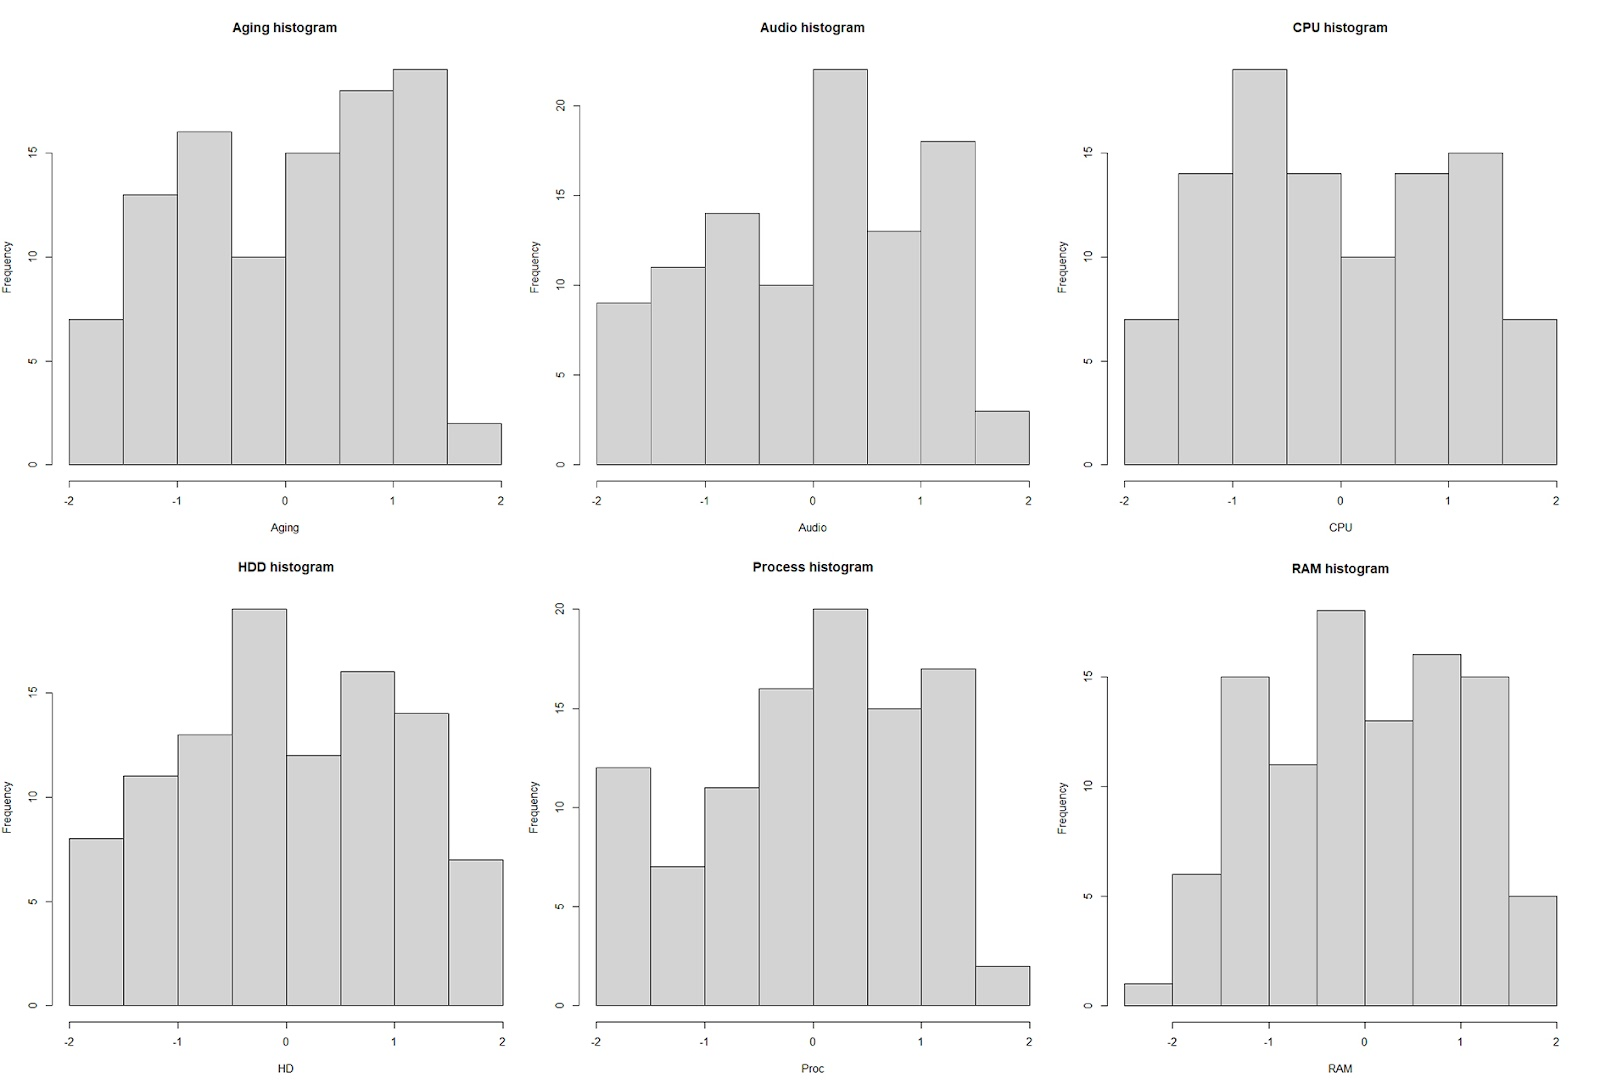 Aging histogram
Frequency
15
10
5
0
-2 -1 0 1 2
Aging
Audio histogram
Frequency
20
15
10
5
0
-2 -1 0 1 2
Audio
CPU histogram
Frequency
15
10
5
0
-2 -1 0 1 2
CPU
HDD histogram
Frequency
15
10
5
0
-2 -1 0 1 2
HD
Process histogram
Frequency
20
15
10
5
0
-2 -1 0 1 2
Proc
RAM histogram
Frequency
15
10
5
0
-2 -1 0 1 2
RAM